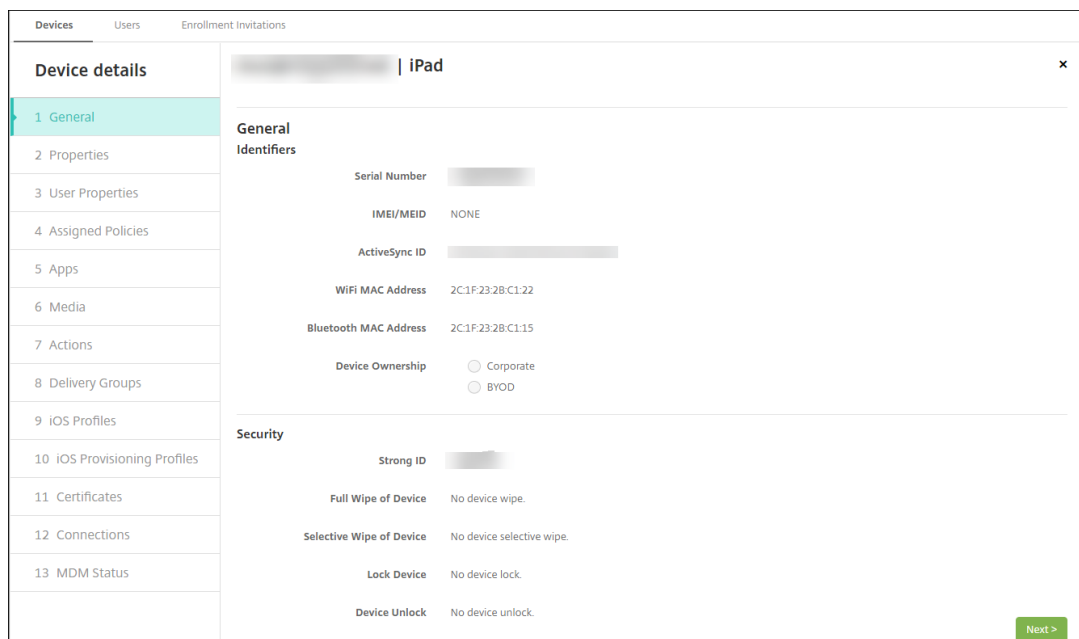 Devices Users Enrollment Invitations
Device details
1 General
2 Properties
3 User Properties
4 Assigned Policies
5 Apps
6 Media
7 Actions
8 Delivery Groups
9 iOS Profiles
10 iOS Provisioning Profiles
11 Certificates
12 Connections
13 MDM Status
| iPad
General
Identifiers
Serial Number
IMEI/MEID NONE
ActiveSync ID
WiFi MAC Address 2C:1F:23:2B:C1:22
Bluetooth MAC Address 2C:1F:23:2B:C1:15
Device Ownership Corporate
BYOD
Security
Strong ID
Full Wipe of Device No device wipe.
Selective Wipe of Device No device selective wipe.
Lock Device No device lock.
Device Unlock No device unlock.
Next >